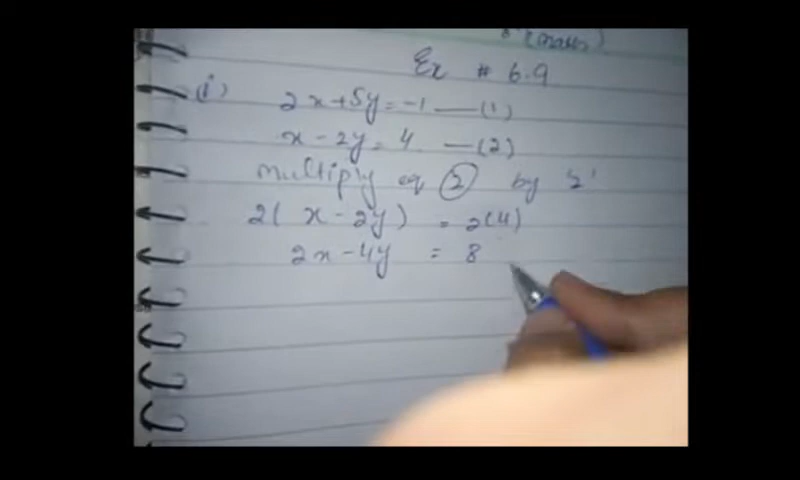 (maths)
Ex # 6.9
(i) 2x+5y=-1 —(1)
x-2y=4 —(2)
multiply eq (2) by '2'
2(x-2y) = 2(4)
2x-4y = 8